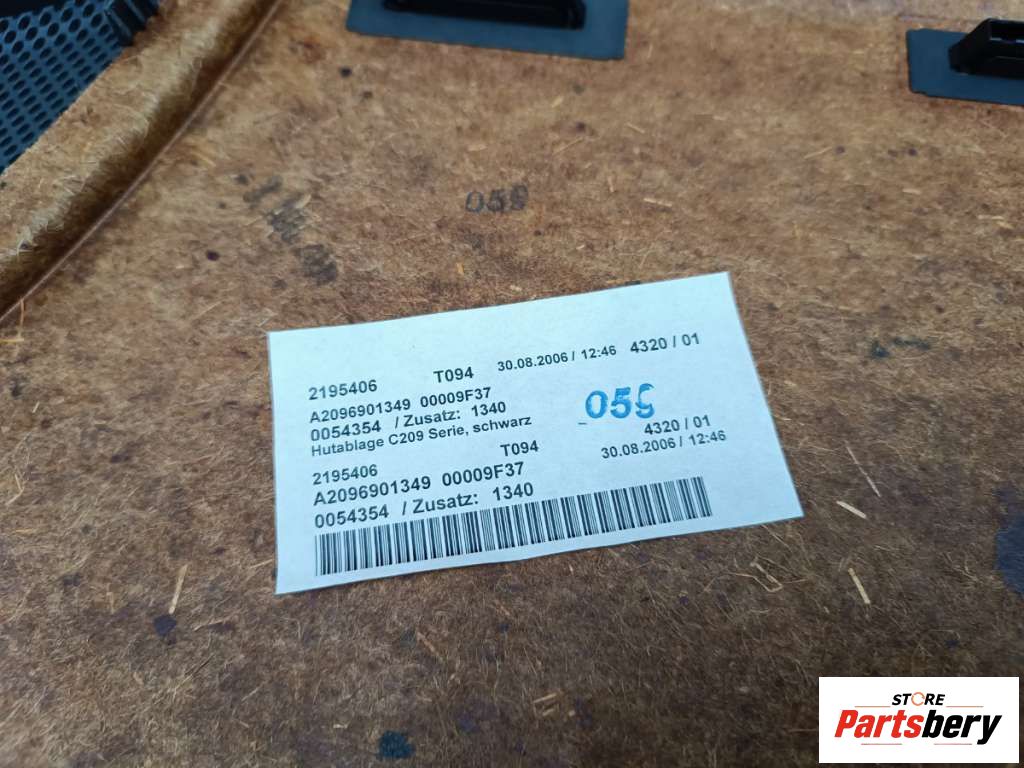 059
2195406 T094 30.08.2006 / 12:46 4320 / 01
A2096901349 00009F37
0054354 / Zusatz: 1340
Hutablage C209 Serie, schwarz
059
2195406 T094 4320 / 01
A2096901349 00009F37 30.08.2006 / 12:46
0054354 / Zusatz: 1340
STORE
Partsbery